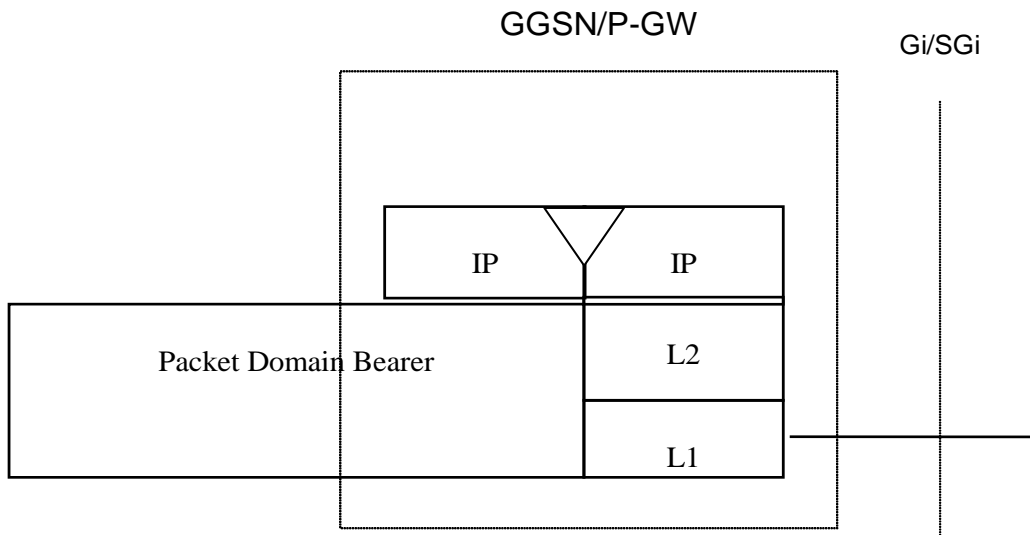 GGSN/P-GW
Gi/SGi
IP
IP
Packet Domain Bearer
L2
L1